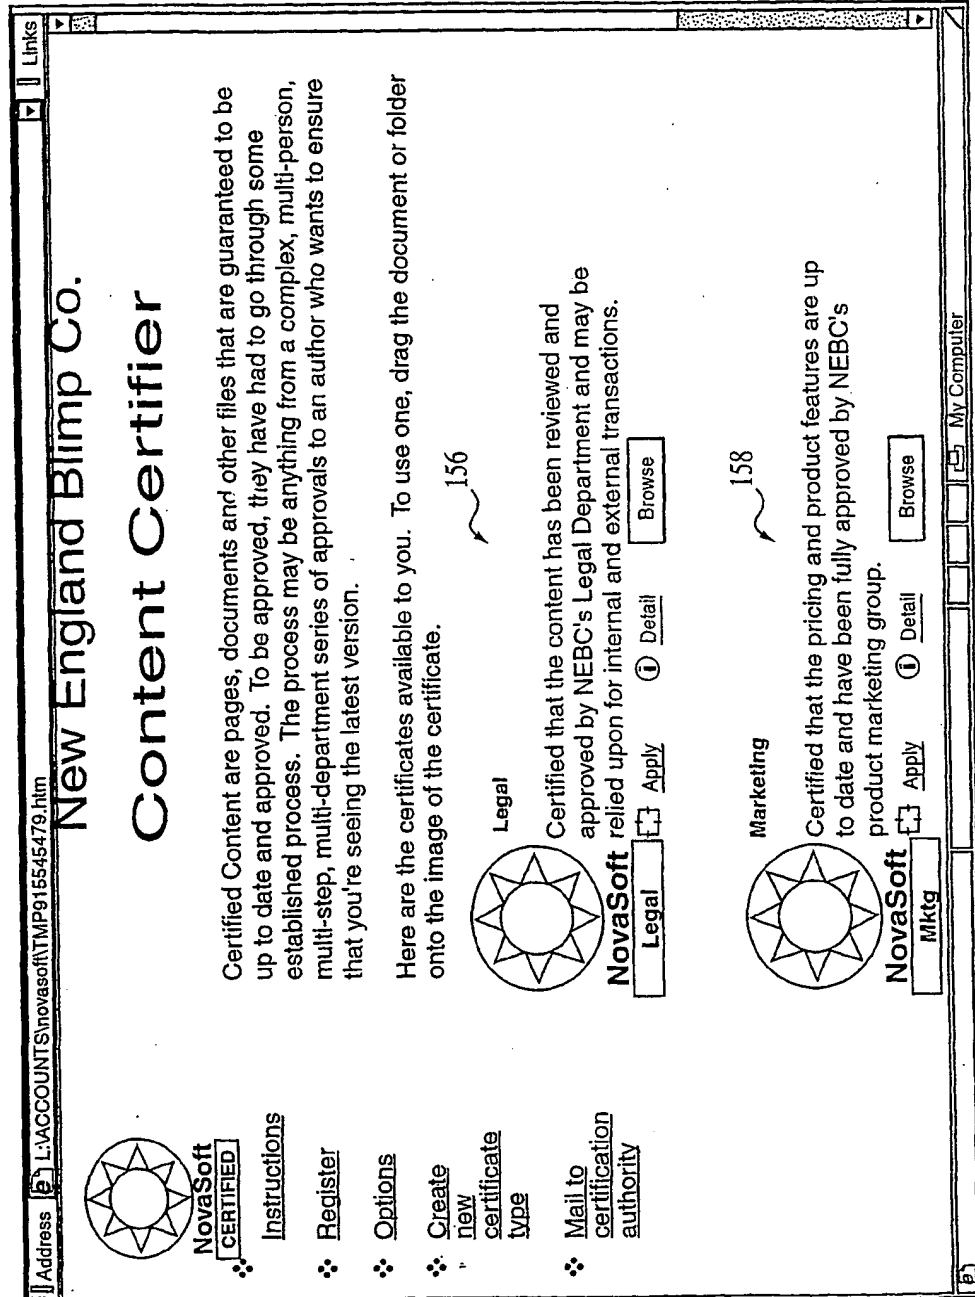 Address L:\ACCOUNTS\novasoft\TMP915545479.htm Links
New England Blimp Co.
Content Certifier
NovaSoft
CERTIFIED
Instructions
Register
Options
Create
new
certificate
type
Mail to
certification
authority
Certified Content are pages, documents and other files that are guaranteed to be
up to date and approved. To be approved, they have had to go through some
established process. The process may be anything from a complex, multi-person,
multi-step, multi-department series of approvals to an author who wants to ensure
that you're seeing the latest version.
Here are the certificates available to you. To use one, drag the document or folder
onto the image of the certificate.
156
Legal
NovaSoft
Legal
Certified that the content has been reviewed and
approved by NEBC's Legal Department and may be
relied upon for internal and external transactions.
Apply Detail Browse
158
Marketing
NovaSoft
Mktg
Certified that the pricing and product features are up
to date and have been fully approved by NEBC's
product marketing group.
Apply Detail Browse
My Computer